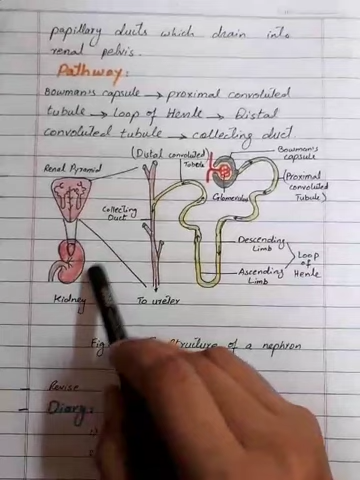 papillary ducts which drain into
renal pelvis.
Pathway:
Bowman's capsule → proximal convoluted
tubule → loop of Henle → Distal
convoluted tubule → collecting duct.
Renal Pyramid
(Distal convoluted)
Tubule
Bowman's
capsule
Collecting
Duct
Glomerulus
(Proximal
convoluted
Tubule)
Descending
Limb
Loop
of
Henle
Ascending
Limb
Kidney
To ureter
Fig
Structure of a nephron
Revise
Diary: